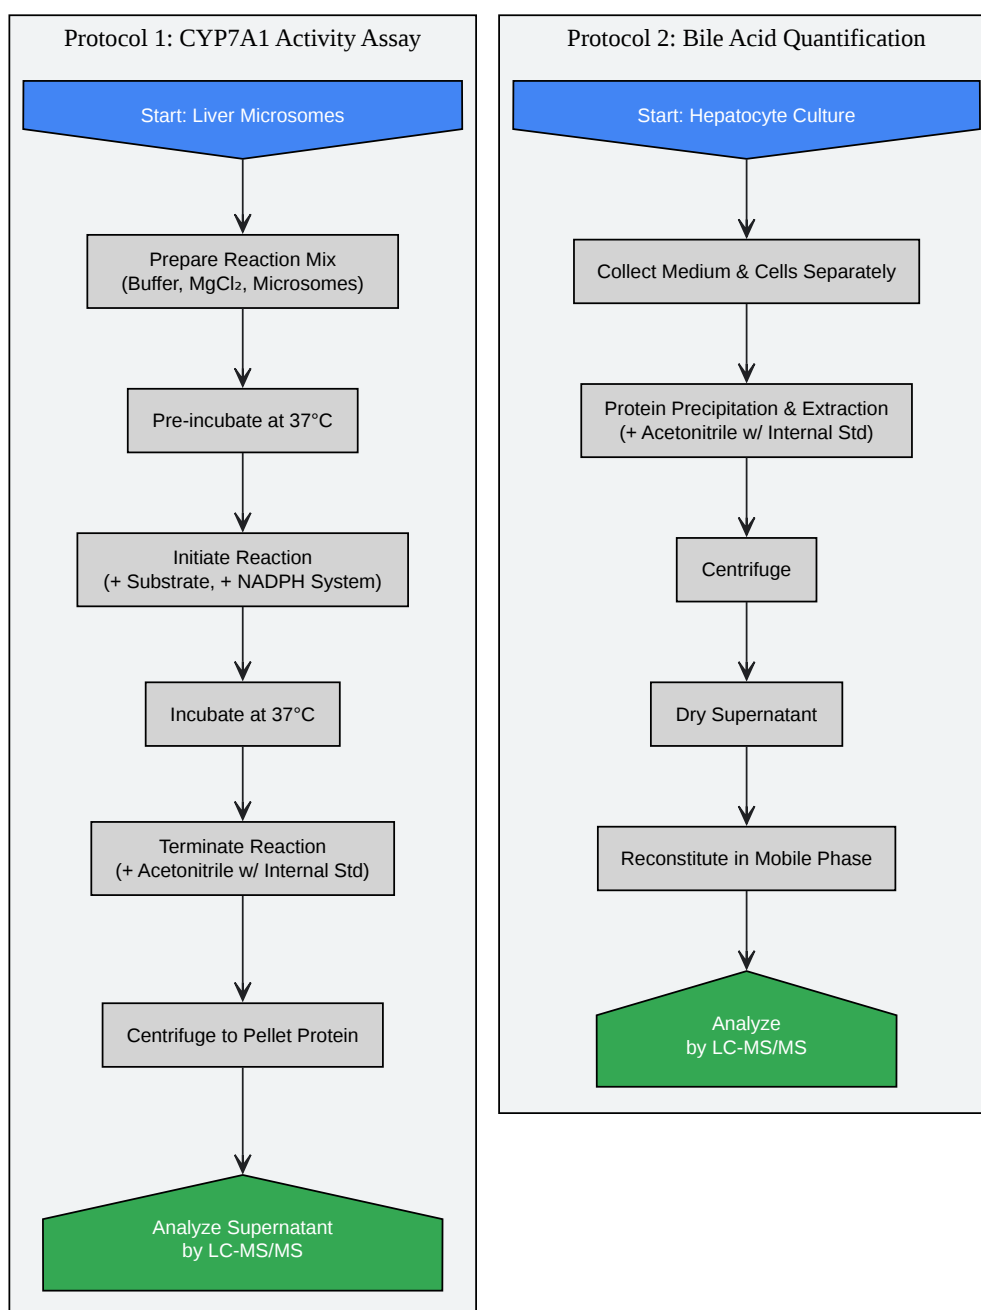 Protocol 1: CYP7A1 Activity Assay
Start: Liver Microsomes
Prepare Reaction Mix
(Buffer, MgCl₂, Microsomes)
Pre-incubate at 37°C
Initiate Reaction
(+ Substrate, + NADPH System)
Incubate at 37°C
Terminate Reaction
(+ Acetonitrile w/ Internal Std)
Centrifuge to Pellet Protein
Analyze Supernatant
by LC-MS/MS
Protocol 2: Bile Acid Quantification
Start: Hepatocyte Culture
Collect Medium & Cells Separately
Protein Precipitation & Extraction
(+ Acetonitrile w/ Internal Std)
Centrifuge
Dry Supernatant
Reconstitute in Mobile Phase
Analyze
by LC-MS/MS